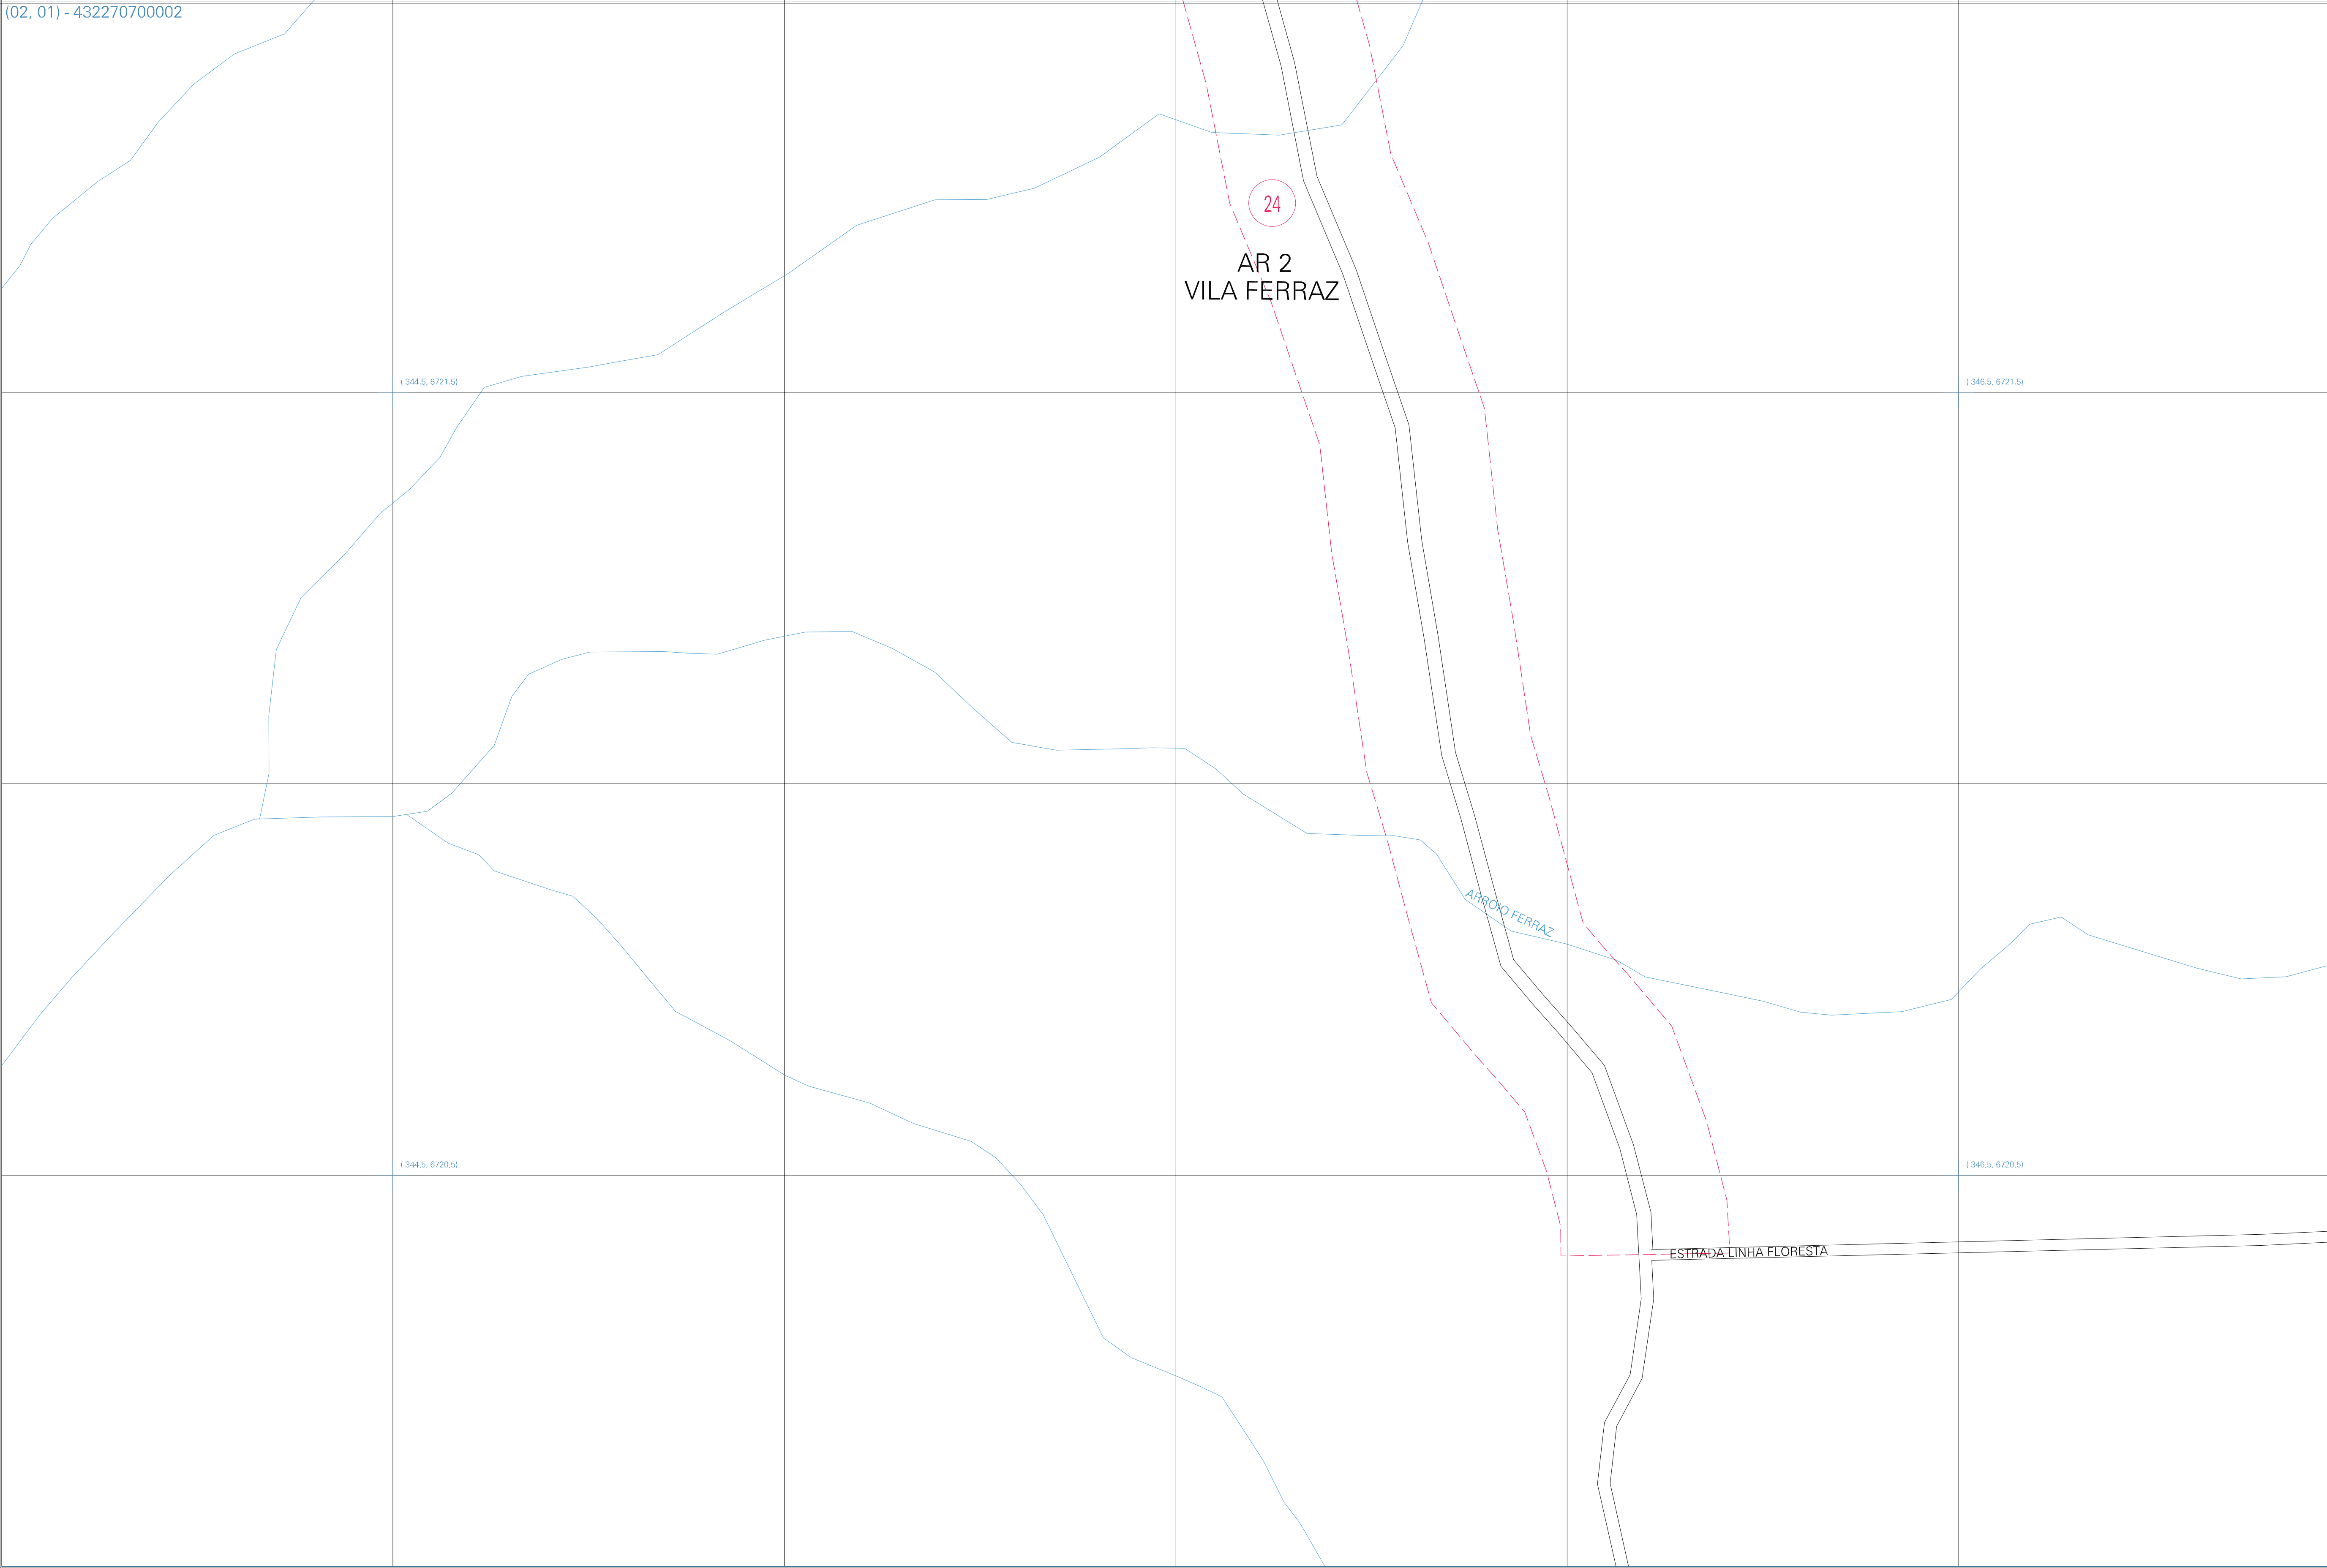 (02, 01) - 432270700002
24
AR 2
VILA FERRAZ
( 344.5, 6721.5)
( 346.5, 6721.5)
ARROIO FERRAZ
( 344.5, 6720.5)
( 346.5, 6720.5)
ESTRADA LINHA FLORESTA